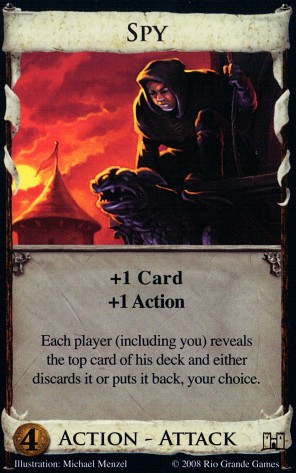 SPY
+1 Card
+1 Action
Each player (including you) reveals
the top card of his deck and either
discards it or puts it back, your choice.
4 ACTION - ATTACK
Illustration: Michael Menzel © 2008 Rio Grande Games